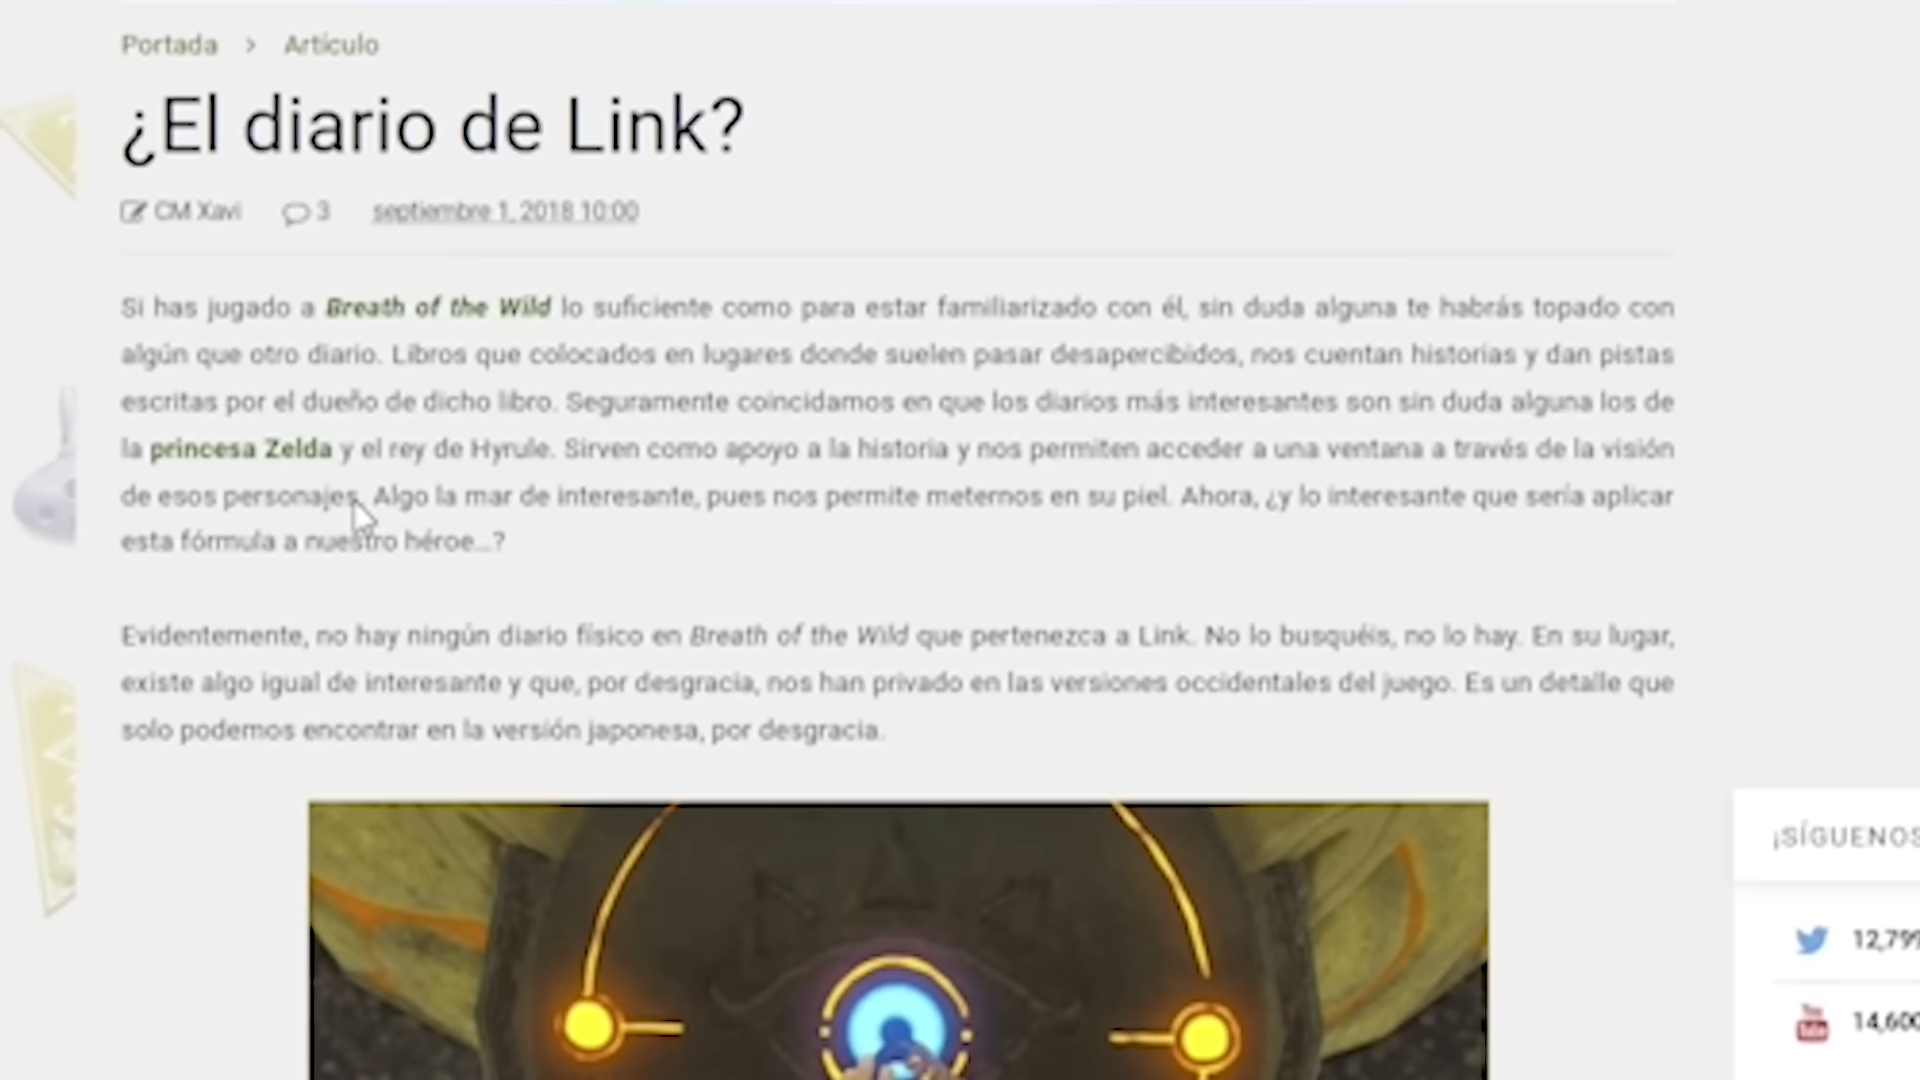 Portada > Artículo
¿El diario de Link?
CM Xavi 3 septiembre 1, 2018 10:00
Si has jugado a Breath of the Wild lo suficiente como para estar familiarizado con él, sin duda alguna te habrás topado con
algún que otro diario. Libros que colocados en lugares donde suelen pasar desapercibidos, nos cuentan historias y dan pistas
escritas por el dueño de dicho libro. Seguramente coincidamos en que los diarios más interesantes son sin duda alguna los de
la princesa Zelda y el rey de Hyrule. Sirven como apoyo a la historia y nos permiten acceder a una ventana a través de la visión
de esos personajes. Algo la mar de interesante, pues nos permite meternos en su piel. Ahora, ¿y lo interesante que sería aplicar
esta fórmula a nuestro héroe...?
Evidentemente, no hay ningún diario físico en Breath of the Wild que pertenezca a Link. No lo busquéis, no lo hay. En su lugar,
existe algo igual de interesante y que, por desgracia, nos han privado en las versiones occidentales del juego. Es un detalle que
solo podemos encontrar en la versión japonesa, por desgracia.
¡SÍGUENOS
12,799
You Tube 14,600